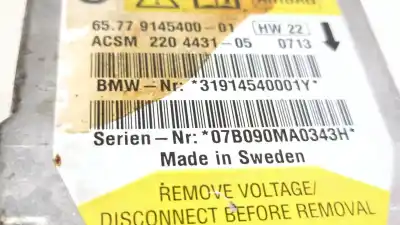 AIRBAG
65.77 9145400-01 HW 22
ACSM 220 4431-05 0713
BMW-Nr: *31914540001Y*
Serien-Nr: *07B090MA0343H*
Made in Sweden
REMOVE VOLTAGE/
DISCONNECT BEFORE REMOVAL